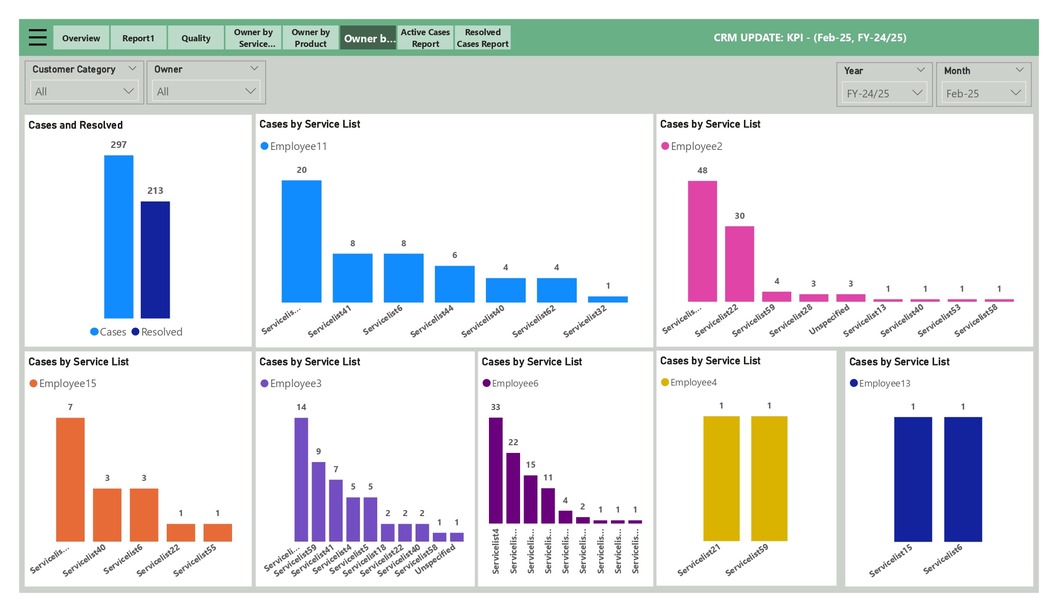 Overview
Report1
Quality
Owner by
Service...
Owner by
Product
Owner b...
Active Cases
Report
Resolved
Cases Report
CRM UPDATE: KPI - (Feb-25, FY-24/25)
Customer Category
All
Owner
All
Year
FY-24/25
Month
Feb-25
Cases and Resolved
297
213
Cases
Resolved
Cases by Service List
Employee11
20
8
8
6
4
4
1
Servicelis...
Servicelist41
Servicelist6
Servicelist44
Servicelist40
Servicelist62
Servicelist32
Cases by Service List
Employee2
48
30
4
3
3
1
1
1
1
Servicelis...
Servicelist22
Servicelist59
Servicelist28
Unspecified
Servicelist13
Servicelist40
Servicelist53
Servicelist58
Cases by Service List
Employee15
7
3
3
1
1
Servicelis...
Servicelist40
Servicelist6
Servicelist22
Servicelist55
Cases by Service List
Employee3
14
9
7
5
5
2
2
2
1
1
Serviceli...
Servicelist59
Servicelist41
Servicelist4
Servicelist5
Servicelist18
Servicelist22
Servicelist40
Servicelist58
Unspecified
Cases by Service List
Employee6
33
22
15
11
4
2
1
1
1
Servicelist4
Servicelis...
Servicelis...
Servicelis...
Servicelis...
Servicelis...
Servicelis...
Servicelis...
Servicelis...
Cases by Service List
Employee4
1
1
Servicelist21
Servicelist59
Cases by Service List
Employee13
1
1
Servicelist15
Servicelist6